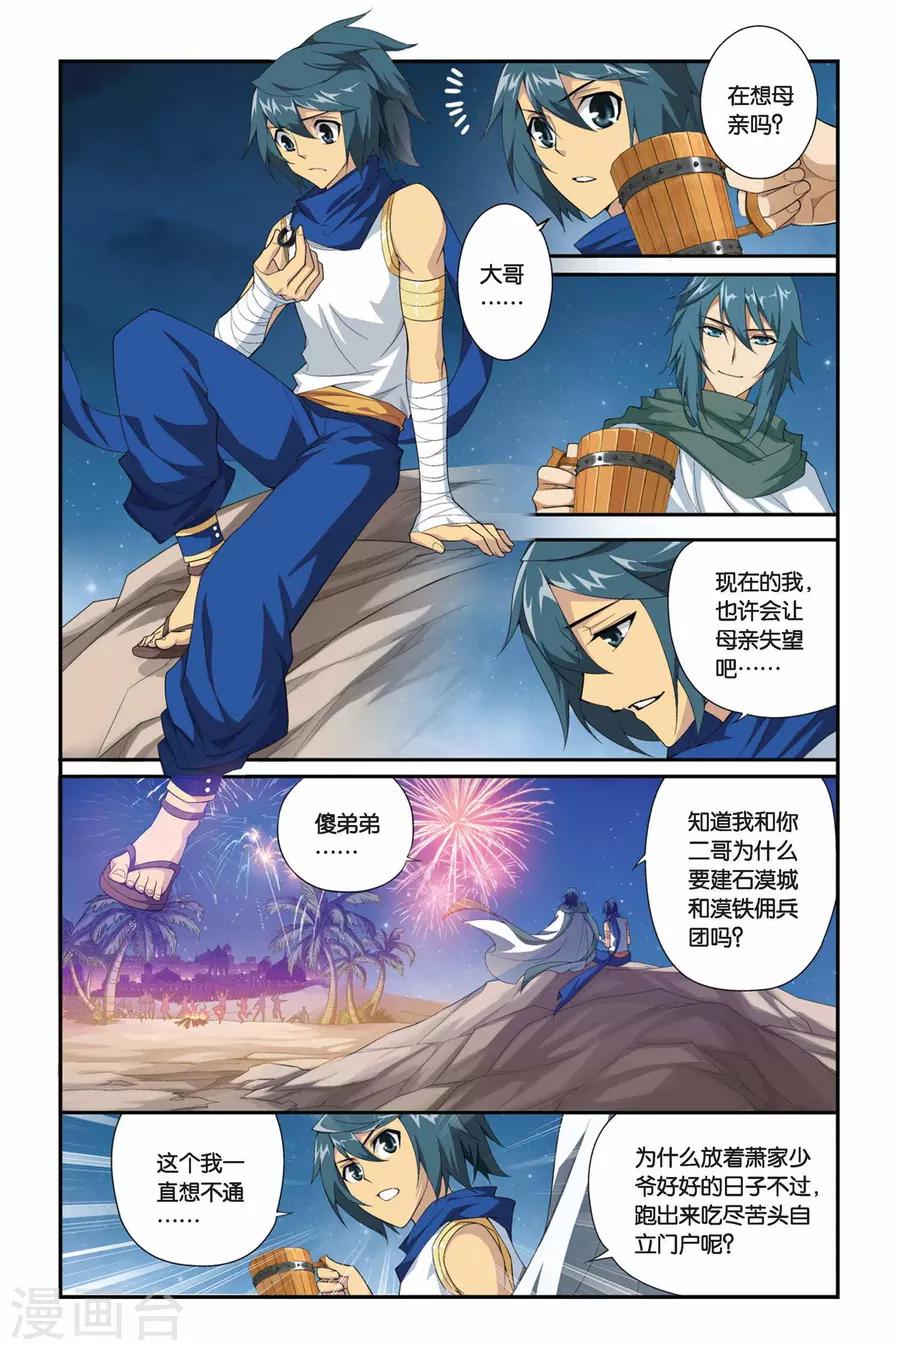 在想母
亲吗？
大哥
……
现在的我，
也许会让
母亲失望
吧……
傻弟弟
……
知道我和你
二哥为什么
要建石漠城
和漠铁佣兵
团吗？
这个我一
直想不通
……
为什么放着萧家少
爷好好的日子不过，
跑出来吃尽苦头自
立门户呢？
漫画台